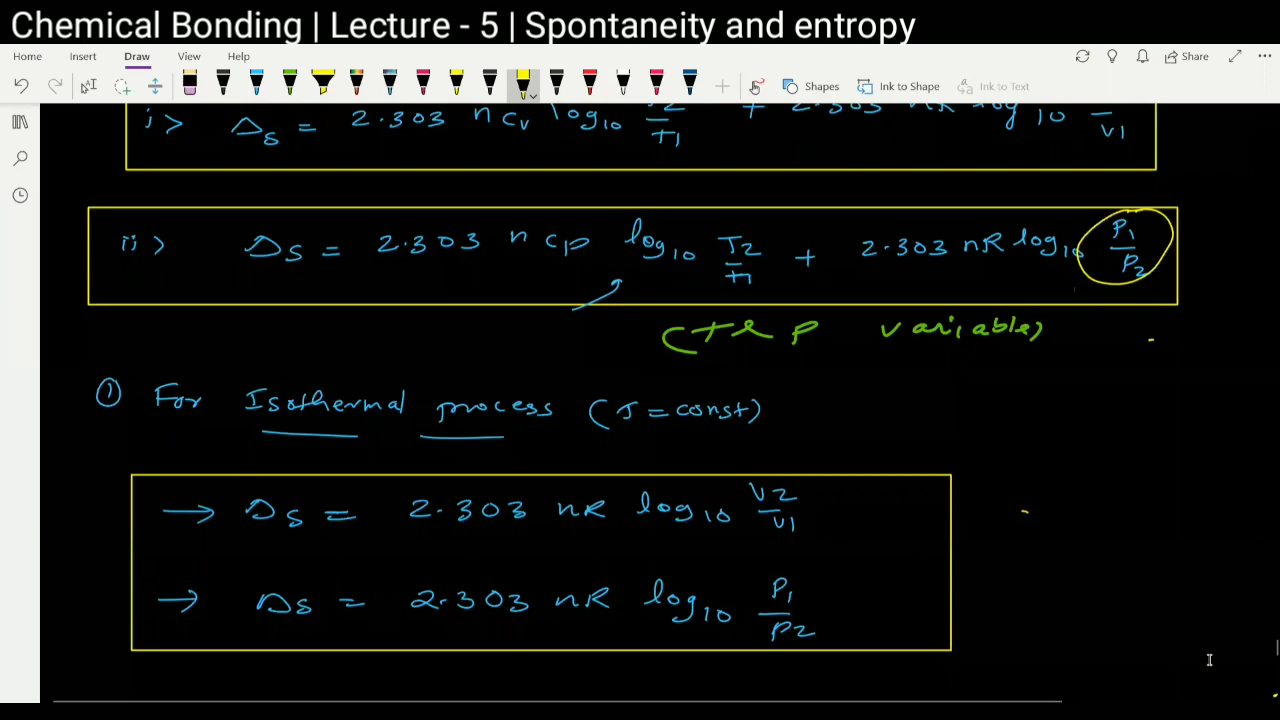 Chemical Bonding | Lecture - 5 | Spontaneity and entropy
Home Insert Draw View Help
Share
Shapes Ink to Shape Ink to Text
i> Δs = 2.303 n Cv log10 T2/T1 + 2.303 nR log10 /V1
ii> Δs = 2.303 n Cp log10 T2/T1 + 2.303 nR log10 P1/P2
(T & P variable)
① For Isothermal process (T = const)
→ Δs = 2.303 nR log10 V2/V1
→ Δs = 2.303 nR log10 P1/P2